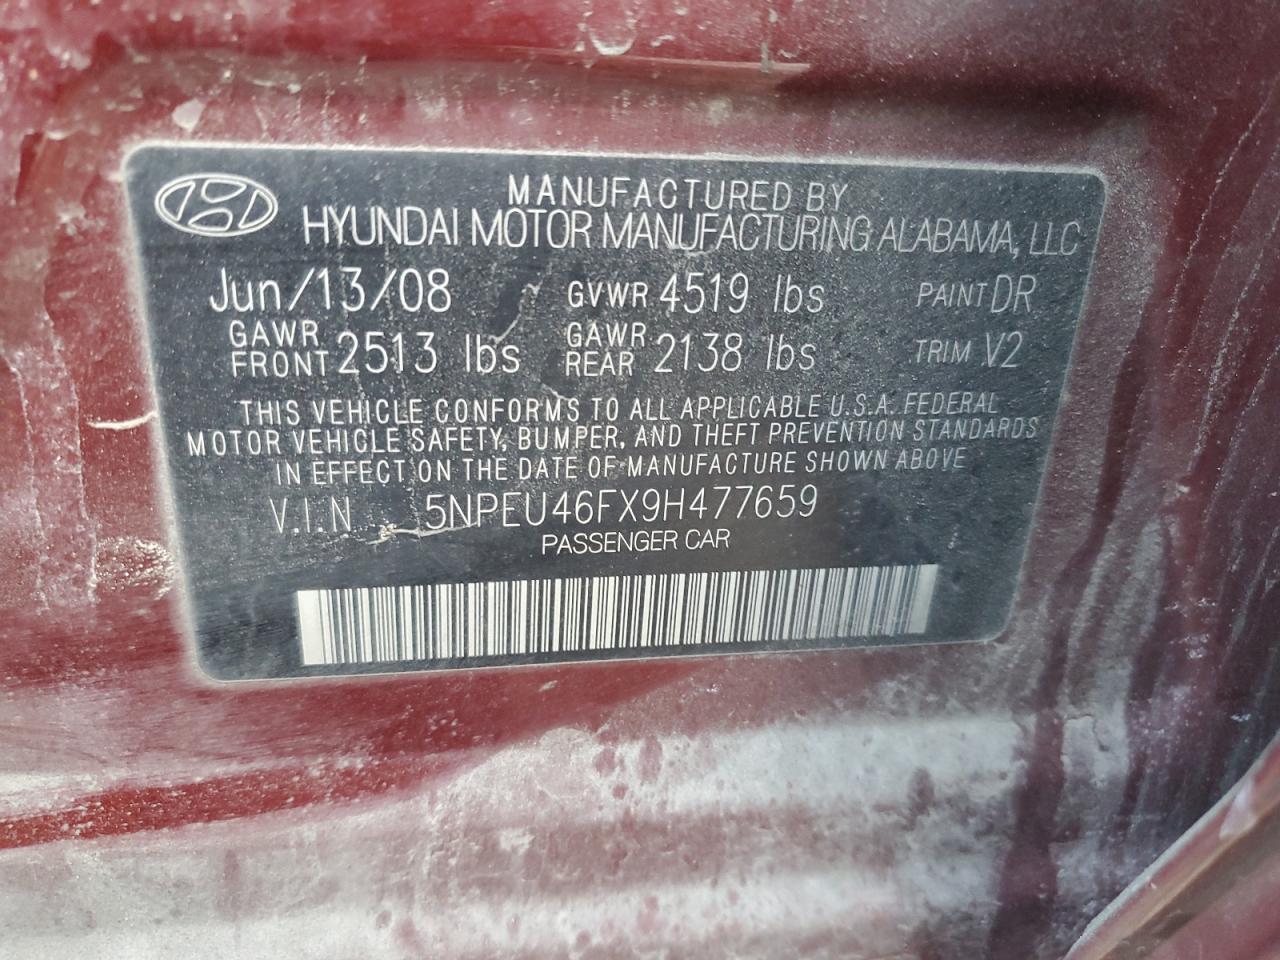 MANUFACTURED BY
HYUNDAI MOTOR MANUFACTURING ALABAMA, LLC
Jun/13/08 GVWR 4519 lbs PAINT DR
GAWR FRONT 2513 lbs GAWR REAR 2138 lbs TRIM V2
THIS VEHICLE CONFORMS TO ALL APPLICABLE U.S.A. FEDERAL
MOTOR VEHICLE SAFETY, BUMPER, AND THEFT PREVENTION STANDARDS
IN EFFECT ON THE DATE OF MANUFACTURE SHOWN ABOVE
V.I.N 5NPEU46FX9H477659
PASSENGER CAR